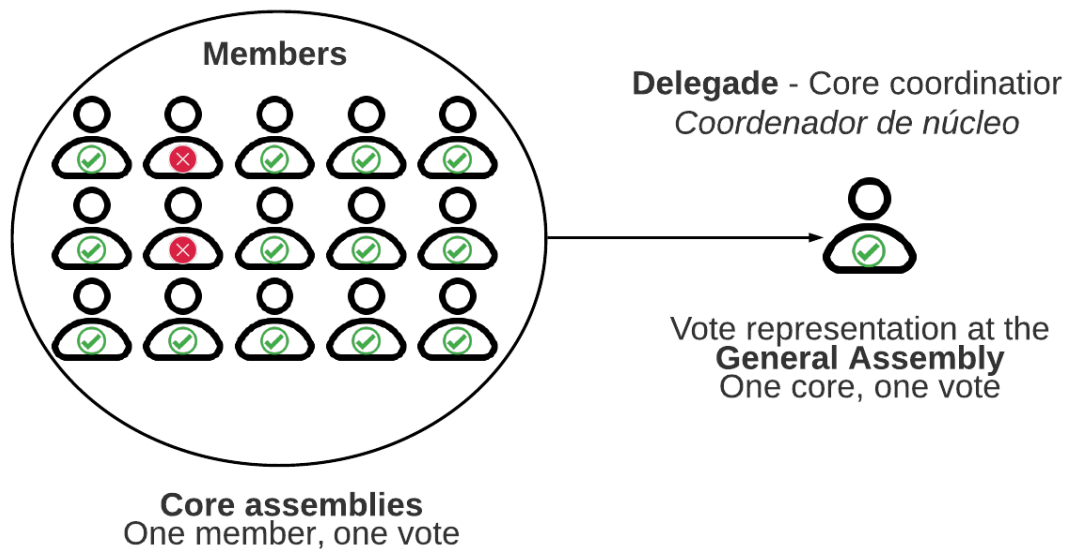 Members
Delegade - Core coordinatior
Coordenador de núcleo
Vote representation at the
General Assembly
One core, one vote
Core assemblies
One member, one vote